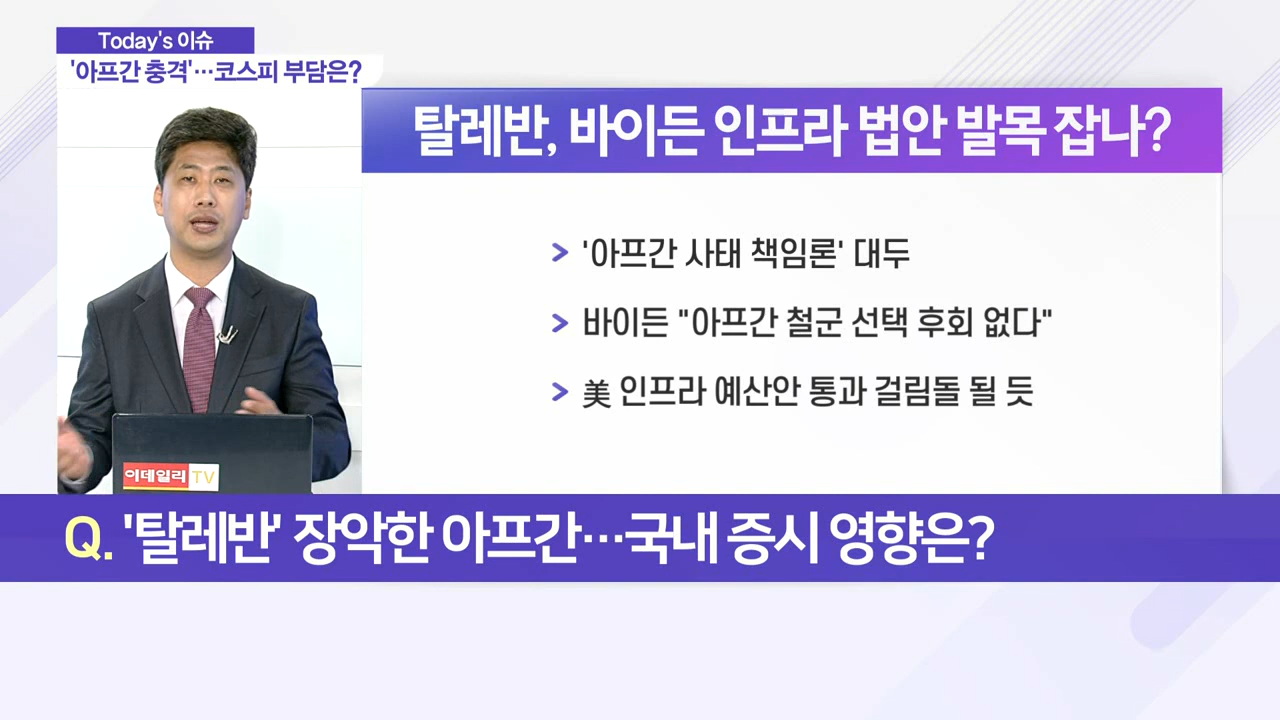 Today's 이슈
'아프간 충격'…코스피 부담은?
탈레반, 바이든 인프라 법안 발목 잡나?
> '아프간 사태 책임론' 대두
> 바이든 "아프간 철군 선택 후회 없다"
> 美 인프라 예산안 통과 걸림돌 될 듯
이데일리 TV
Q. '탈레반' 장악한 아프간…국내 증시 영향은?